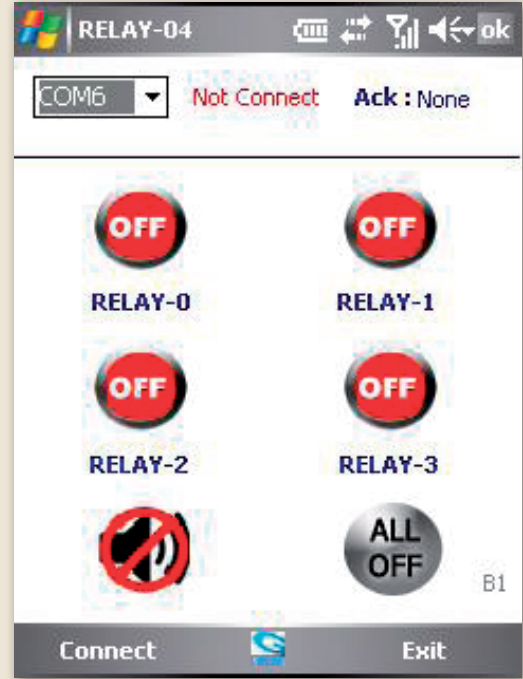 RELAY-04 ok
COM6 Not Connect Ack : None
OFF OFF
RELAY-0 RELAY-1
OFF OFF
RELAY-2 RELAY-3
ALL
OFF
B1
Connect Exit